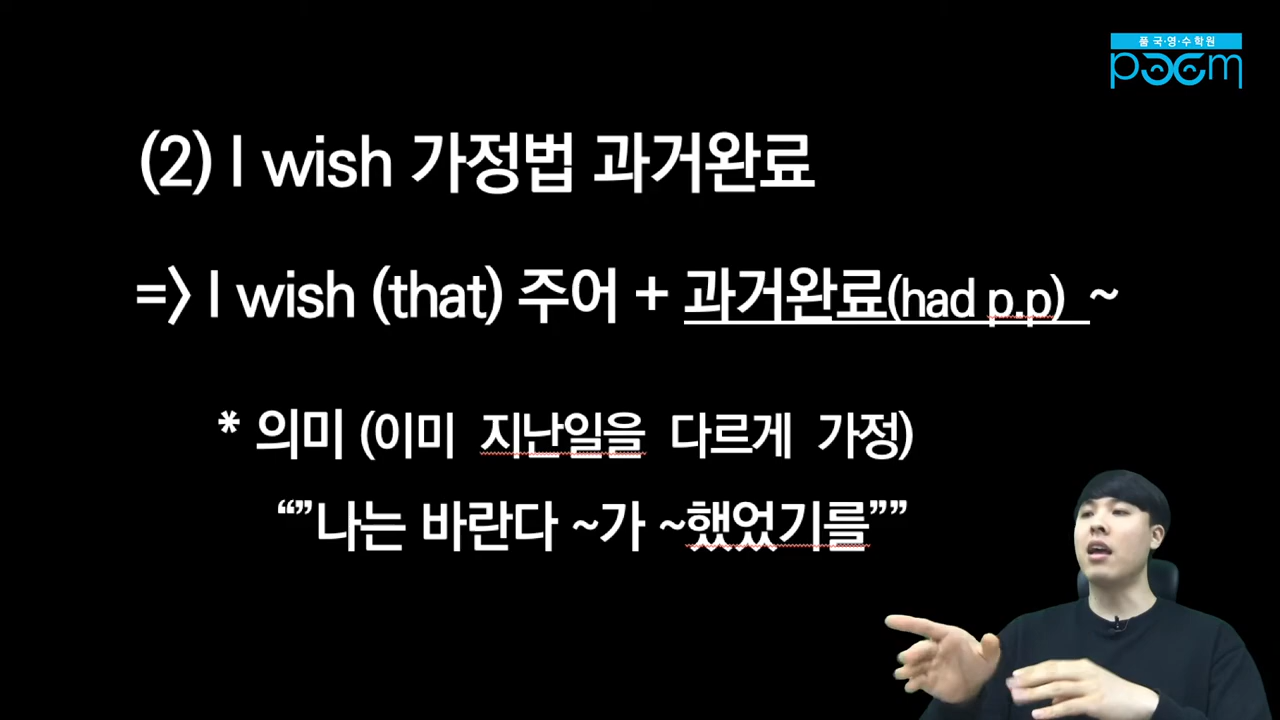 품 국·영·수 학원
poem
(2) I wish 가정법 과거완료
=> I wish (that) 주어 + 과거완료(had p.p) ~
* 의미 (이미 지난일을 다르게 가정)
“”나는 바란다 ~가 ~했었기를””